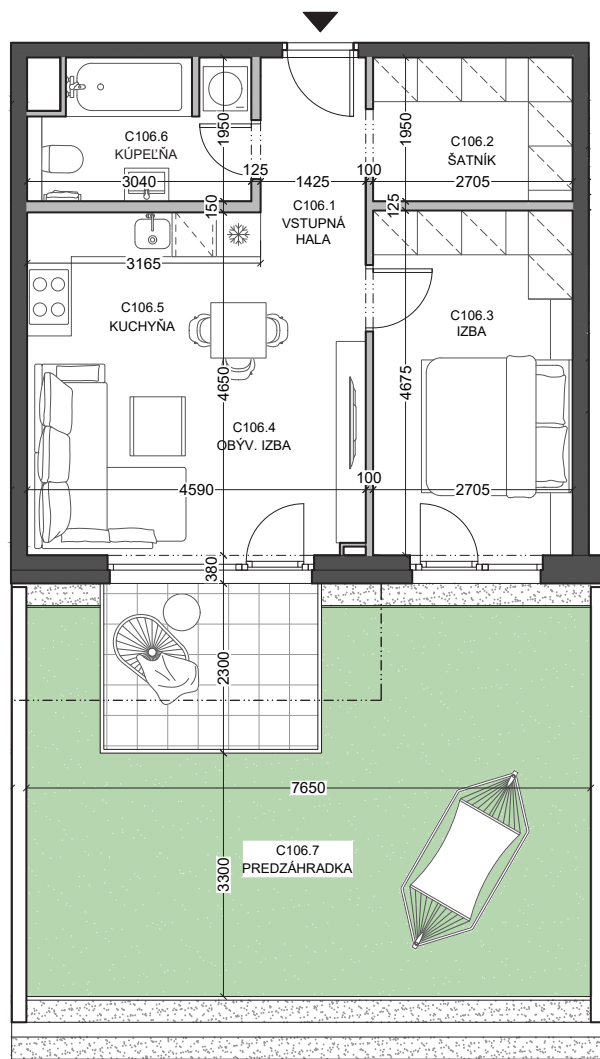 1950
1950
C106.6
KÚPEĽŇA
C106.2
ŠATNÍK
3040
125
1425
100
2705
150
C106.1
VSTUPNÁ
HALA
125
3165
C106.5
KUCHYŇA
C106.3
IZBA
4650
4675
C106.4
OBÝV. IZBA
4590
100
2705
380
2300
7650
3300
C106.7
PREDZÁHRADKA